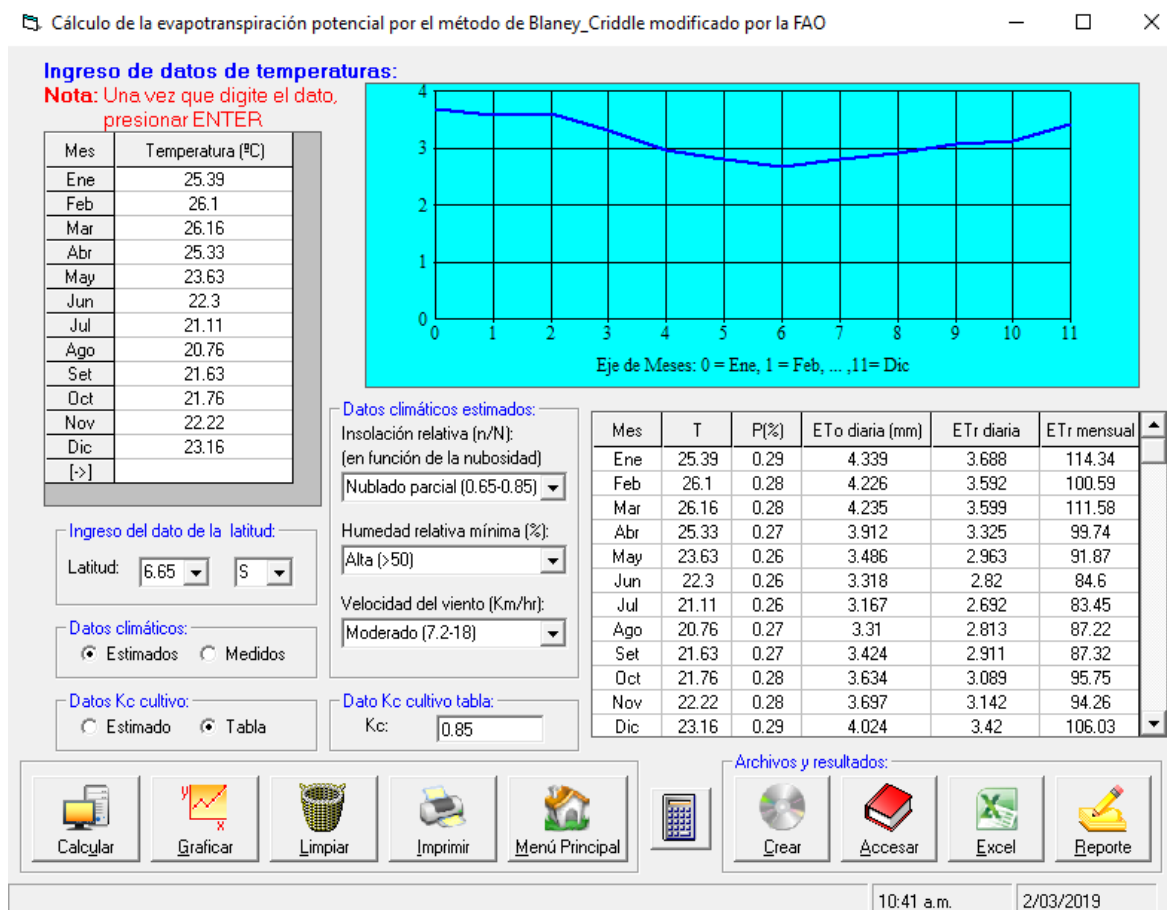 Cálculo de la evapotranspiración potencial por el método de Blaney_Criddle modificado por la FAO
Ingreso de datos de temperaturas:
Nota: Una vez que digite el dato,
presionar ENTER
Mes Temperatura (ºC)
Ene 25.39
Feb 26.1
Mar 26.16
Abr 25.33
May 23.63
Jun 22.3
Jul 21.11
Ago 20.76
Set 21.63
Oct 21.76
Nov 22.22
Dic 23.16
[->]
4
3
2
1
0
0 1 2 3 4 5 6 7 8 9 10 11
Eje de Meses: 0 = Ene, 1 = Feb, ... ,11= Dic
Ingreso del dato de la latitud:
Latitud: 6.65 S
Datos climáticos:
Estimados Medidos
Datos Kc cultivo:
Estimado Tabla
Datos climáticos estimados:
Insolación relativa (n/N):
(en función de la nubosidad)
Nublado parcial (0.65-0.85)
Humedad relativa mínima (%):
Alta (>50)
Velocidad del viento (Km/hr):
Moderado (7.2-18)
Dato Kc cultivo tabla:
Kc: 0.85
Mes T P(%) ETo diaria (mm) ETr diaria ETr mensual
Ene 25.39 0.29 4.339 3.688 114.34
Feb 26.1 0.28 4.226 3.592 100.59
Mar 26.16 0.28 4.235 3.599 111.58
Abr 25.33 0.27 3.912 3.325 99.74
May 23.63 0.26 3.486 2.963 91.87
Jun 22.3 0.26 3.318 2.82 84.6
Jul 21.11 0.26 3.167 2.692 83.45
Ago 20.76 0.27 3.31 2.813 87.22
Set 21.63 0.27 3.424 2.911 87.32
Oct 21.76 0.28 3.634 3.089 95.75
Nov 22.22 0.28 3.697 3.142 94.26
Dic 23.16 0.29 4.024 3.42 106.03
Archivos y resultados:
Calcular Graficar Limpiar Imprimir Menú Principal Crear Accesar Excel Reporte
10:41 a.m. 2/03/2019